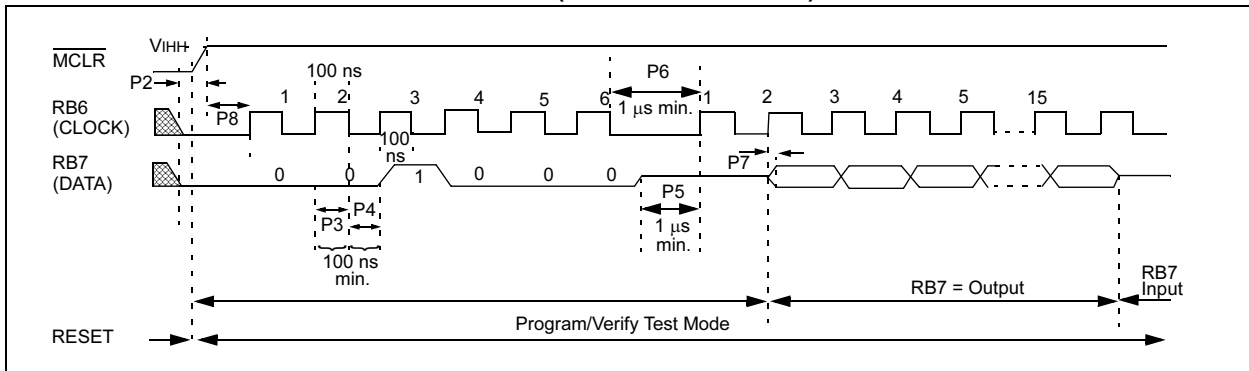 MCLR
VIHH
P2
100 ns
P6
RB6
(CLOCK)
P8
1 2 3 4 5 6
1 µs min.
1 2 3 4 5 15
100
ns
RB7
(DATA)
0 0 1 0 0 0
P7
P3
P4
P5
1 µs
min.
100 ns
min.
RB7 = Output
RB7
Input
RESET
Program/Verify Test Mode